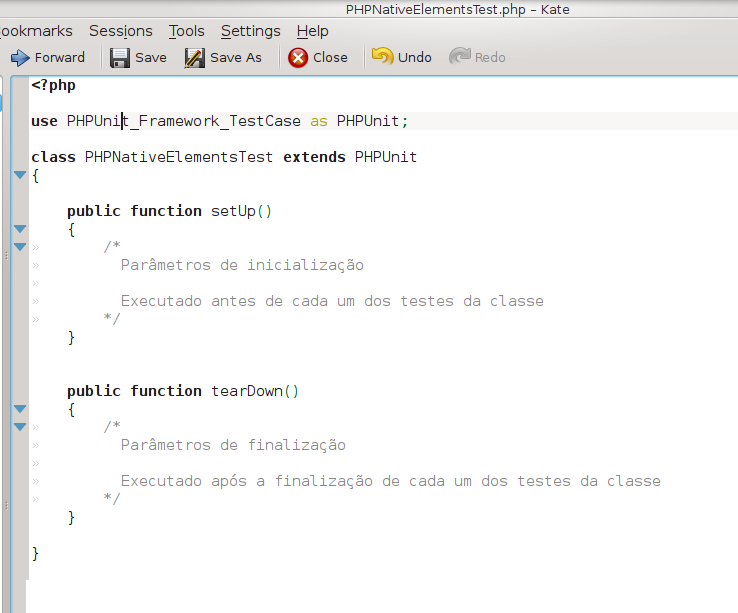 PHPNativeElementsTest.php – Kate
ookmarks Sessions Tools Settings Help
Forward Save Save As Close Undo Redo
<?php
use PHPUnit_Framework_TestCase as PHPUnit;
class PHPNativeElementsTest extends PHPUnit
{
public function setUp()
{
/*
Parâmetros de inicialização
Executado antes de cada um dos testes da classe
*/
}
public function tearDown()
{
/*
Parâmetros de finalização
Executado após a finalização de cada um dos testes da classe
*/
}
}